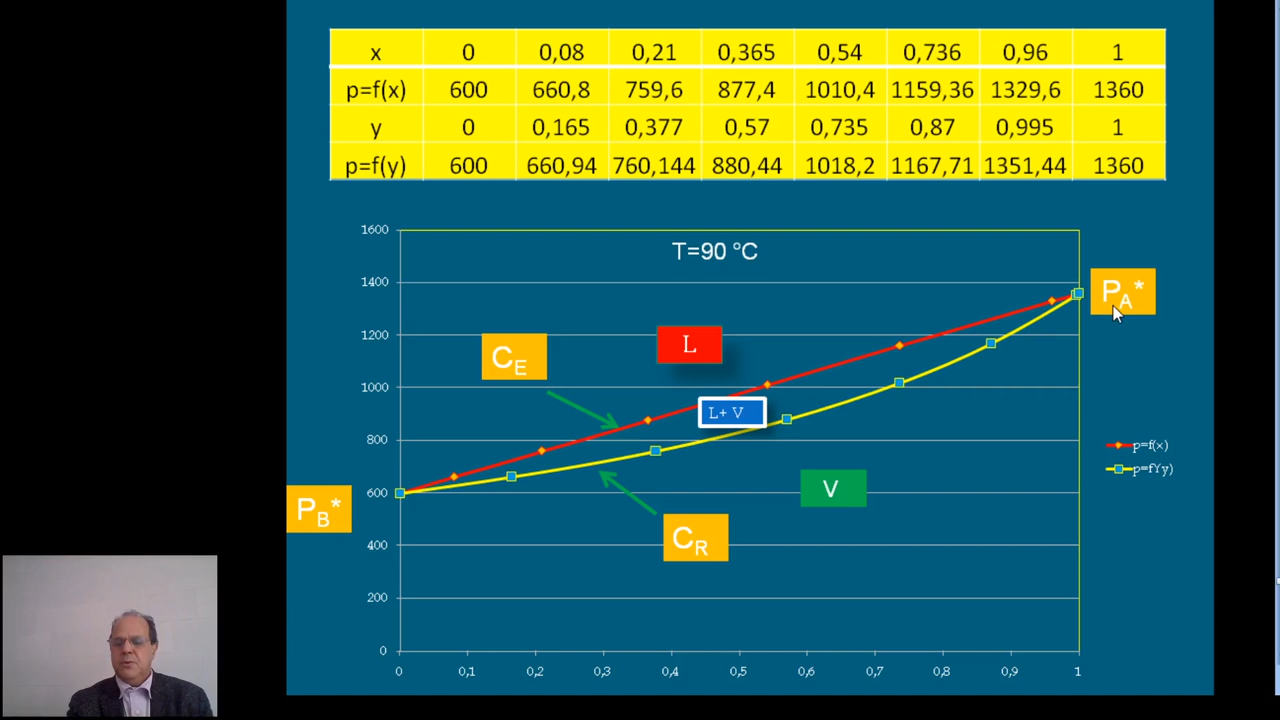 x 0 0,08 0,21 0,365 0,54 0,736 0,96 1
p=f(x) 600 660,8 759,6 877,4 1010,4 1159,36 1329,6 1360
y 0 0,165 0,377 0,57 0,735 0,87 0,995 1
p=f(y) 600 660,94 760,144 880,44 1018,2 1167,71 1351,44 1360
T=90 °C
1600
1400
1200
1000
800
600
400
200
0
0 0,1 0,2 0,3 0,4 0,5 0,6 0,7 0,8 0,9 1
PA*
L
CE
L+ V
p=f(x)
p=fYy)
V
PB*
CR